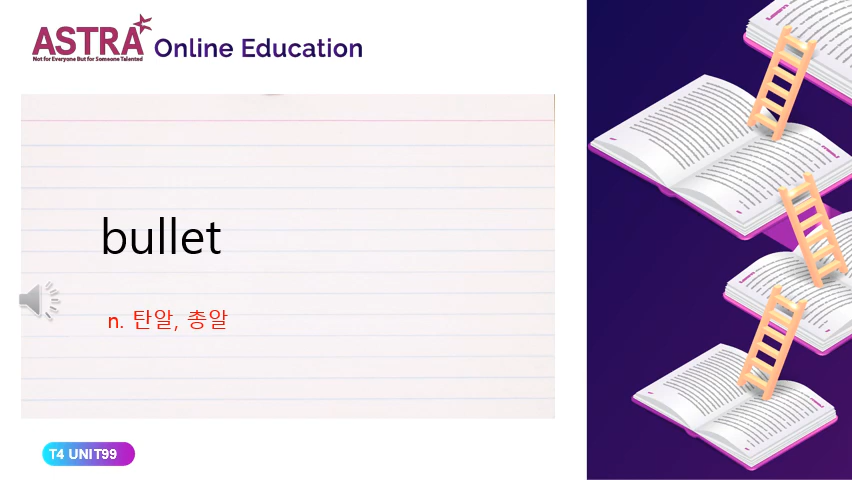 ASTRA
Not for Everyone But for Someone Talented
Online Education
bullet
n. 탄알, 총알
T4 UNIT99